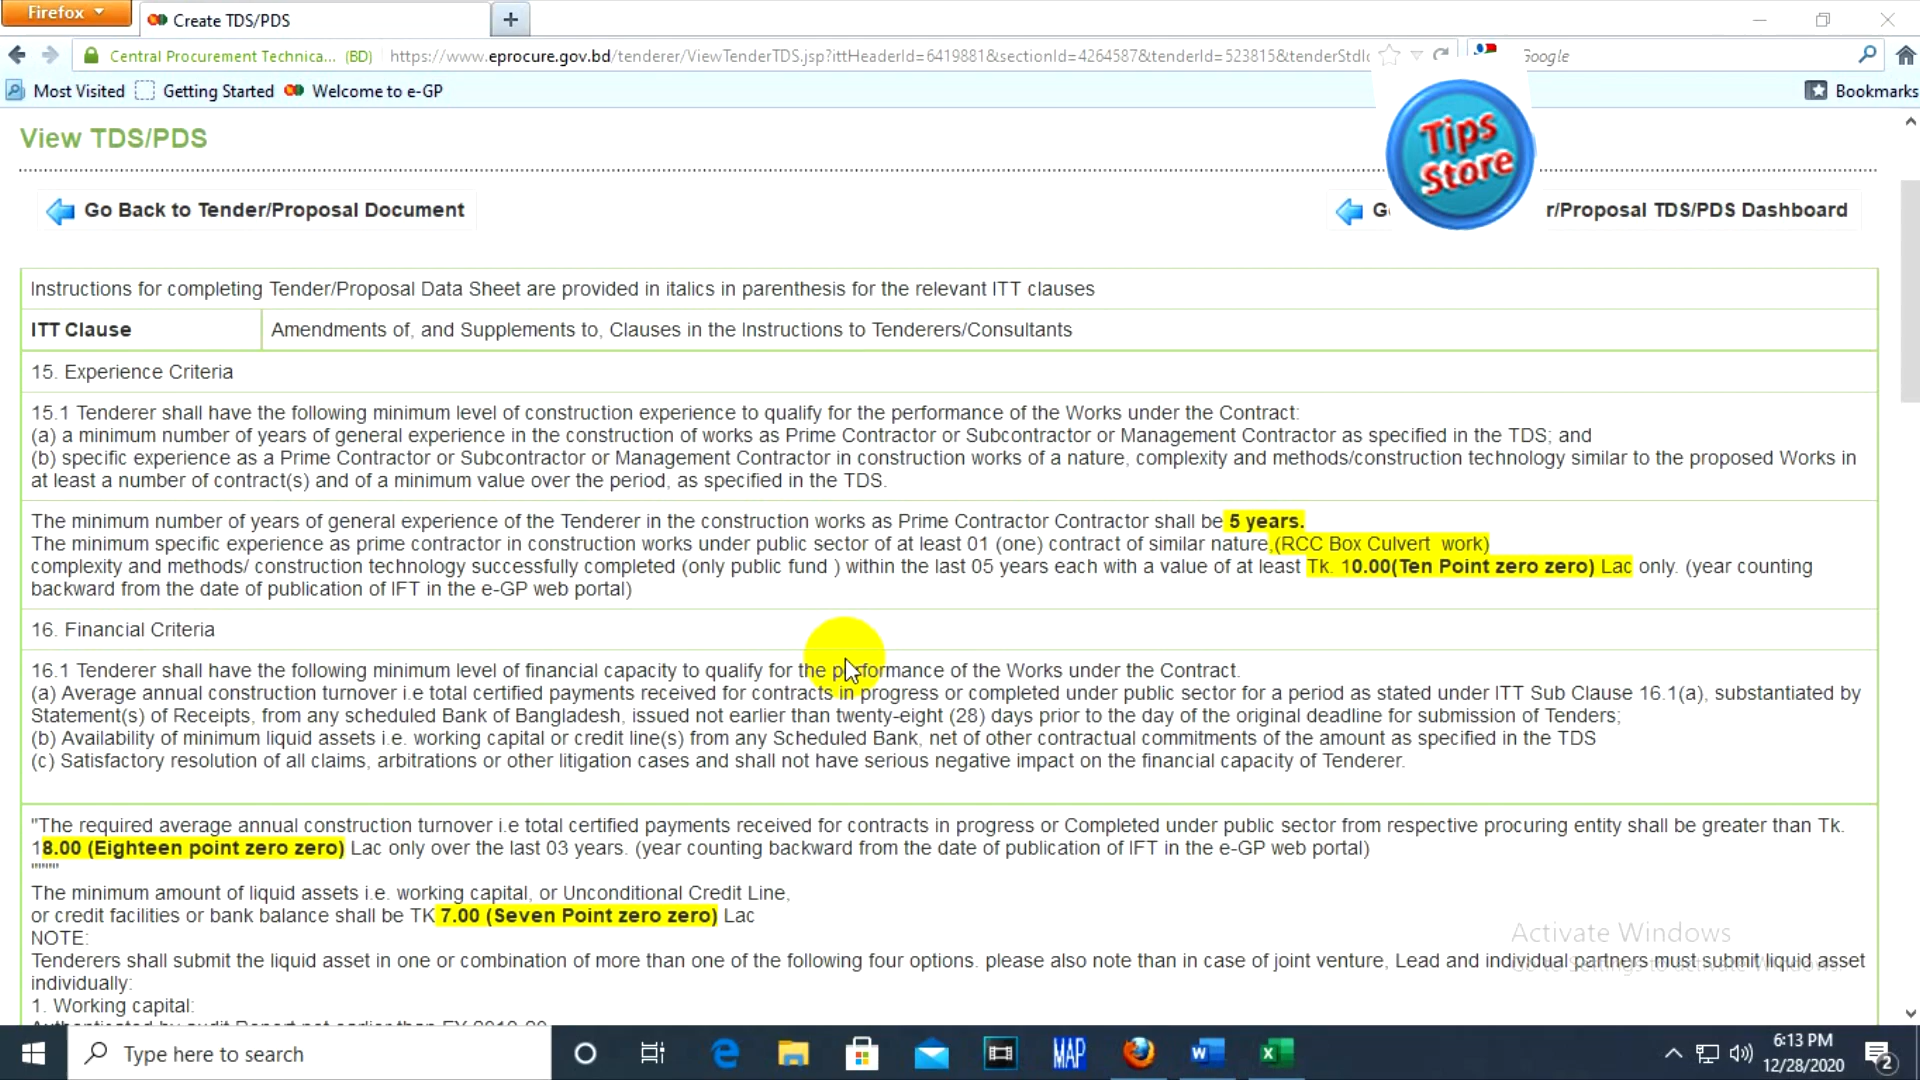 Firefox
Create TDS/PDS
Central Procurement Technica... (BD) https://www.eprocure.gov.bd/tenderer/ViewTenderTDS.jsp?ittHeaderId=6419881&sectionId=4264587&tenderId=523815&tenderStdIc
Google
Most Visited Getting Started Welcome to e-GP Bookmarks
View TDS/PDS
Tips Store
Go Back to Tender/Proposal Document
r/Proposal TDS/PDS Dashboard
Instructions for completing Tender/Proposal Data Sheet are provided in italics in parenthesis for the relevant ITT clauses
ITT Clause Amendments of, and Supplements to, Clauses in the Instructions to Tenderers/Consultants
15. Experience Criteria
15.1 Tenderer shall have the following minimum level of construction experience to qualify for the performance of the Works under the Contract:
(a) a minimum number of years of general experience in the construction of works as Prime Contractor or Subcontractor or Management Contractor as specified in the TDS; and
(b) specific experience as a Prime Contractor or Subcontractor or Management Contractor in construction works of a nature, complexity and methods/construction technology similar to the proposed Works in
at least a number of contract(s) and of a minimum value over the period, as specified in the TDS.
The minimum number of years of general experience of the Tenderer in the construction works as Prime Contractor Contractor shall be 5 years.
The minimum specific experience as prime contractor in construction works under public sector of at least 01 (one) contract of similar nature,(RCC Box Culvert work)
complexity and methods/ construction technology successfully completed (only public fund ) within the last 05 years each with a value of at least Tk. 10.00(Ten Point zero zero) Lac only. (year counting
backward from the date of publication of IFT in the e-GP web portal)
16. Financial Criteria
16.1 Tenderer shall have the following minimum level of financial capacity to qualify for the performance of the Works under the Contract.
(a) Average annual construction turnover i.e total certified payments received for contracts in progress or completed under public sector for a period as stated under ITT Sub Clause 16.1(a), substantiated by
Statement(s) of Receipts, from any scheduled Bank of Bangladesh, issued not earlier than twenty-eight (28) days prior to the day of the original deadline for submission of Tenders;
(b) Availability of minimum liquid assets i.e. working capital or credit line(s) from any Scheduled Bank, net of other contractual commitments of the amount as specified in the TDS
(c) Satisfactory resolution of all claims, arbitrations or other litigation cases and shall not have serious negative impact on the financial capacity of Tenderer.
"The required average annual construction turnover i.e total certified payments received for contracts in progress or Completed under public sector from respective procuring entity shall be greater than Tk.
18.00 (Eighteen point zero zero) Lac only over the last 03 years. (year counting backward from the date of publication of IFT in the e-GP web portal)
""""
The minimum amount of liquid assets i.e. working capital, or Unconditional Credit Line,
or credit facilities or bank balance shall be TK 7.00 (Seven Point zero zero) Lac
NOTE:
Tenderers shall submit the liquid asset in one or combination of more than one of the following four options. please also note than in case of joint venture, Lead and individual partners must submit liquid asset
individually:
1. Working capital:
Activate Windows
Type here to search
MAP
6:13 PM
12/28/2020
2